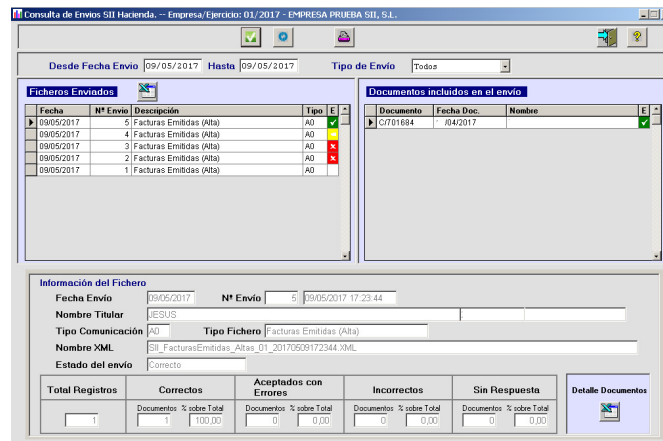 Consulta de Envios SII Hacienda. -- Empresa/Ejercicio: 01/2017 - EMPRESA PRUEBA SII, S.L.
Desde Fecha Envio 09/05/2017 Hasta 09/05/2017 Tipo de Envío Todos
Ficheros Enviados
Fecha Nº Envio Descripción Tipo E
09/05/2017 5 Facturas Emitidas (Alta) A0
09/05/2017 4 Facturas Emitidas (Alta) A0
09/05/2017 3 Facturas Emitidas (Alta) A0
09/05/2017 2 Facturas Emitidas (Alta) A0
09/05/2017 1 Facturas Emitidas (Alta) A0
Documentos incluidos en el envío
Documento Fecha Doc. Nombre E
C/701684 /04/2017
Información del Fichero
Fecha Envío 09/05/2017 Nº Envío 5 09/05/2017 17:23:44
Nombre Titular JESUS
Tipo Comunicación A0 Tipo Fichero Facturas Emitidas (Alta)
Nombre XML SII_FacturasEmitidas_Altas_01_20170509172344.XML
Estado del envío Correcto
Total Registros Correctos Aceptados con Errores Incorrectos Sin Respuesta Detalle Documentos
Documentos % sobre Total Documentos % sobre Total Documentos % sobre Total Documentos % sobre Total
1 1 100,00 0 0,00 0 0,00 0 0,00